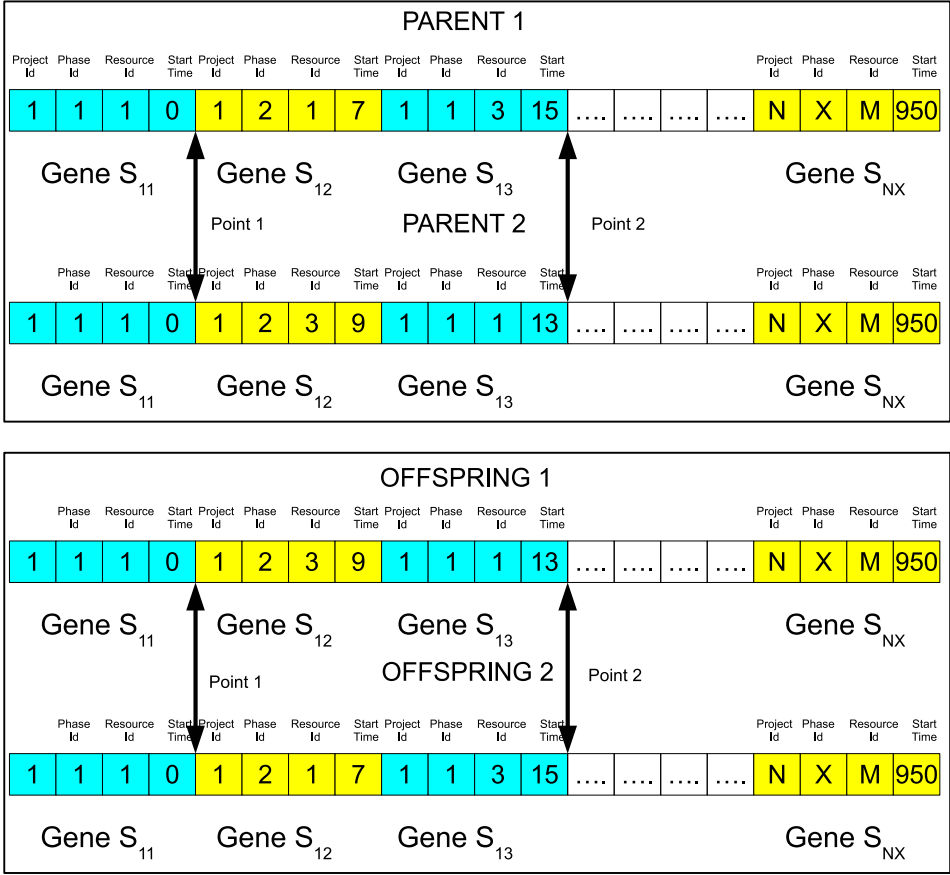 PARENT 1
Project Id Phase Id Resource Id Start Time Project Id Phase Id Resource Id Start Time Project Id Phase Id Resource Id Start Time Project Id Phase Id Resource Id Start Time
1 1 1 0 1 2 1 7 1 1 3 15 .... .... .... .... N X M 950
Gene S11 Gene S12 Gene S13 Gene SNX
Point 1 PARENT 2 Point 2
Phase Id Resource Id Start Time Project Id Phase Id Resource Id Start Time Project Id Phase Id Resource Id Start Time Project Id Phase Id Resource Id Start Time
1 1 1 0 1 2 3 9 1 1 1 13 .... .... .... .... N X M 950
Gene S11 Gene S12 Gene S13 Gene SNX
OFFSPRING 1
Phase Id Resource Id Start Time Project Id Phase Id Resource Id Start Time Project Id Phase Id Resource Id Start Time Project Id Phase Id Resource Id Start Time
1 1 1 0 1 2 3 9 1 1 1 13 .... .... .... .... N X M 950
Gene S11 Gene S12 Gene S13 Gene SNX
Point 1 OFFSPRING 2 Point 2
Phase Id Resource Id Start Time Project Id Phase Id Resource Id Start Time Project Id Phase Id Resource Id Start Time Project Id Phase Id Resource Id Start Time
1 1 1 0 1 2 1 7 1 1 3 15 .... .... .... .... N X M 950
Gene S11 Gene S12 Gene S13 Gene SNX